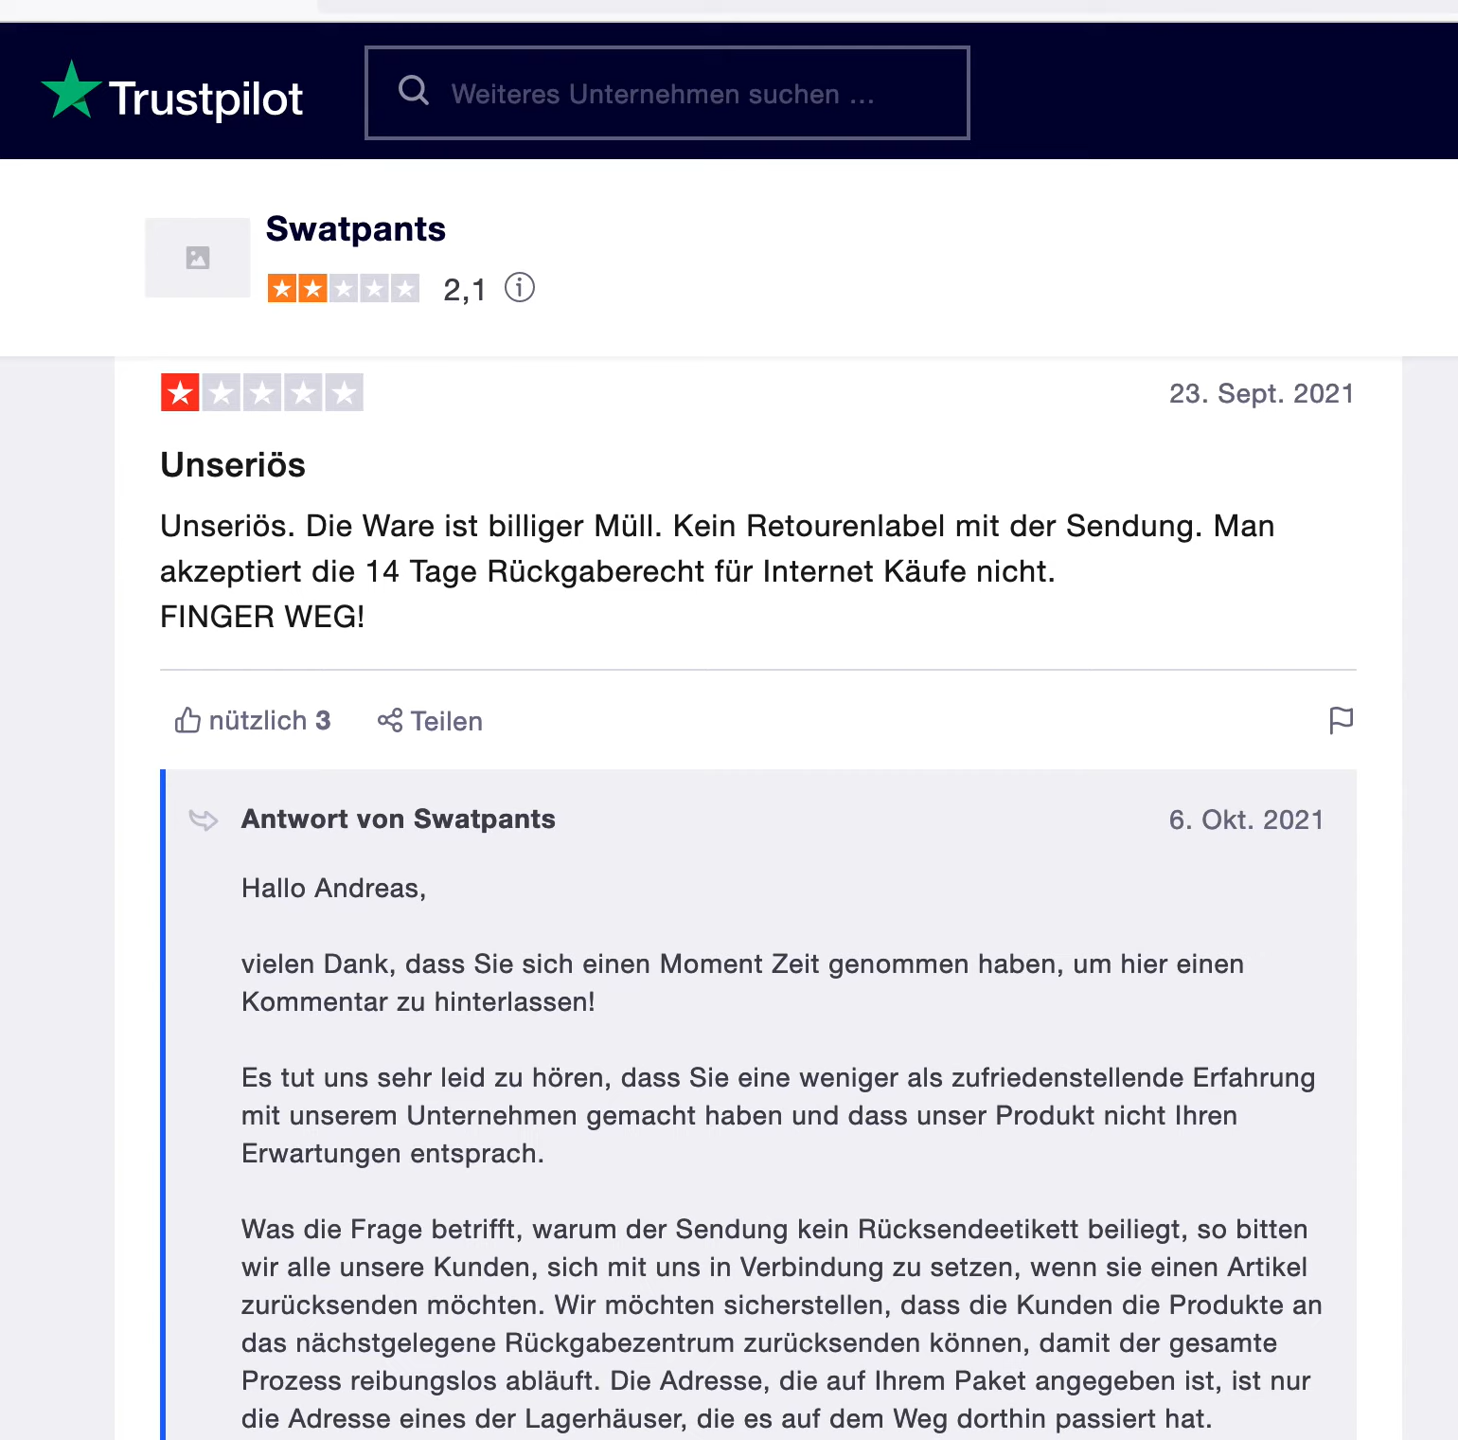 Trustpilot
Weiteres Unternehmen suchen ...
Swatpants
2,1
23. Sept. 2021
Unseriös
Unseriös. Die Ware ist billiger Müll. Kein Retourenlabel mit der Sendung. Man
akzeptiert die 14 Tage Rückgaberecht für Internet Käufe nicht.
FINGER WEG!
nützlich 3
Teilen
Antwort von Swatpants
6. Okt. 2021
Hallo Andreas,
vielen Dank, dass Sie sich einen Moment Zeit genommen haben, um hier einen
Kommentar zu hinterlassen!
Es tut uns sehr leid zu hören, dass Sie eine weniger als zufriedenstellende Erfahrung
mit unserem Unternehmen gemacht haben und dass unser Produkt nicht Ihren
Erwartungen entsprach.
Was die Frage betrifft, warum der Sendung kein Rücksendeetikett beiliegt, so bitten
wir alle unsere Kunden, sich mit uns in Verbindung zu setzen, wenn sie einen Artikel
zurücksenden möchten. Wir möchten sicherstellen, dass die Kunden die Produkte an
das nächstgelegene Rückgabezentrum zurücksenden können, damit der gesamte
Prozess reibungslos abläuft. Die Adresse, die auf Ihrem Paket angegeben ist, ist nur
die Adresse eines der Lagerhäuser, die es auf dem Weg dorthin passiert hat.